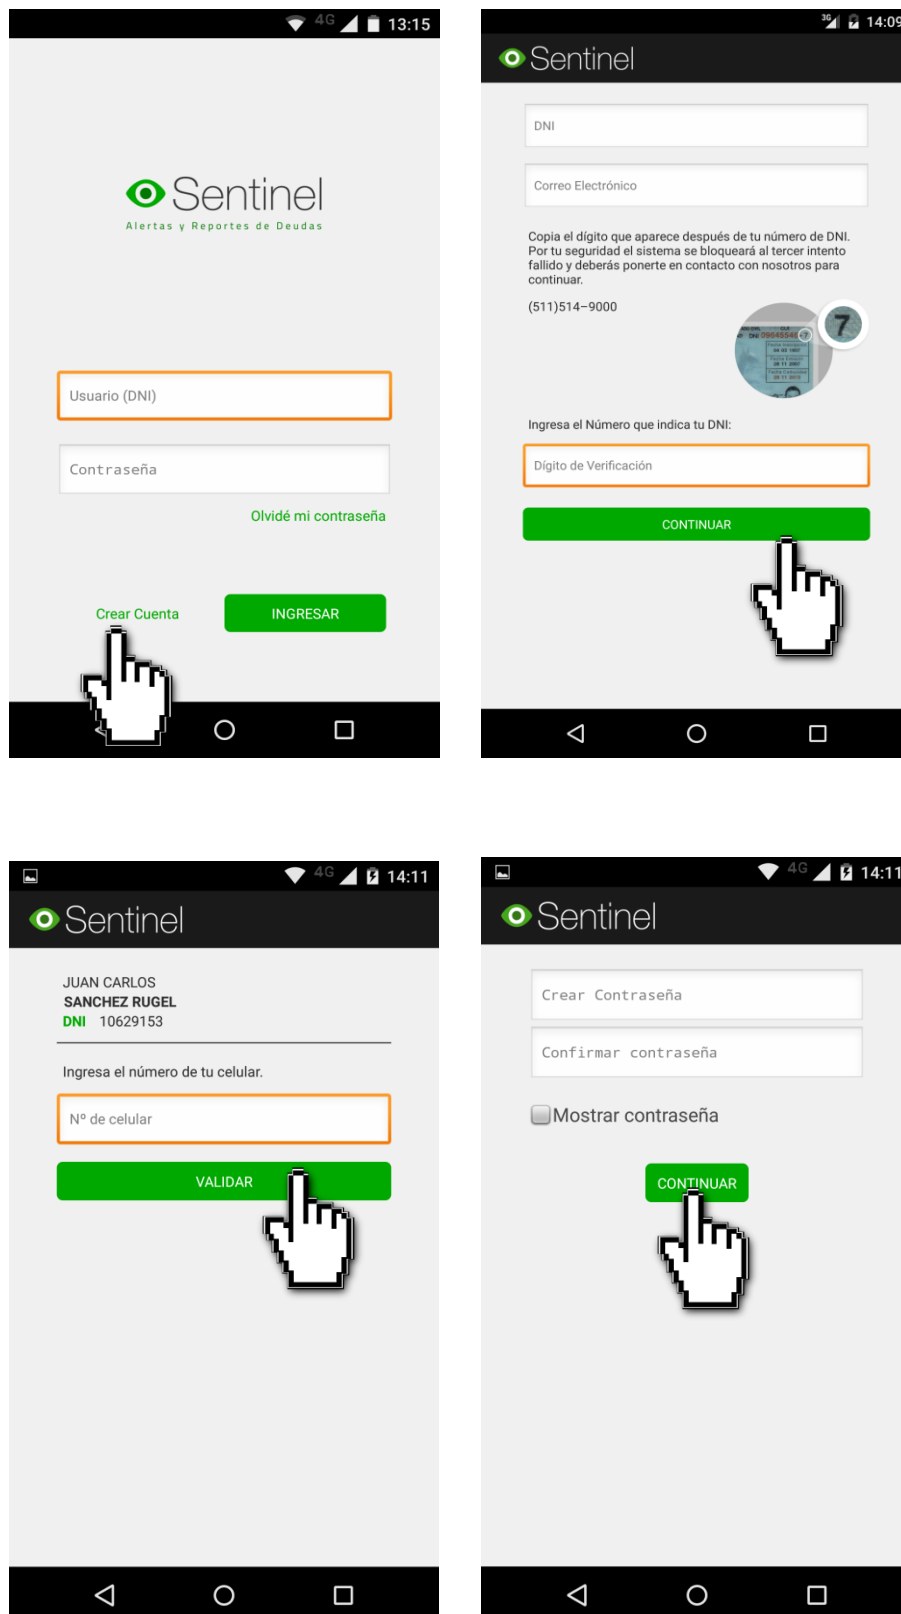 4G 13:15
Sentinel
Alertas y Reportes de Deudas
Usuario (DNI)
Contraseña
Olvidé mi contraseña
Crear Cuenta
INGRESAR
3G 14:09
Sentinel
DNI
Correo Electrónico
Copia el dígito que aparece después de tu número de DNI.
Por tu seguridad el sistema se bloqueará al tercer intento
fallido y deberás ponerte en contacto con nosotros para
continuar.
(511)514–9000
7
Ingresa el Número que indica tu DNI:
Dígito de Verificación
CONTINUAR
4G 14:11
Sentinel
JUAN CARLOS
SANCHEZ RUGEL
DNI 10629153
Ingresa el número de tu celular.
Nº de celular
VALIDAR
4G 14:11
Sentinel
Crear Contraseña
Confirmar contraseña
Mostrar contraseña
CONTINUAR